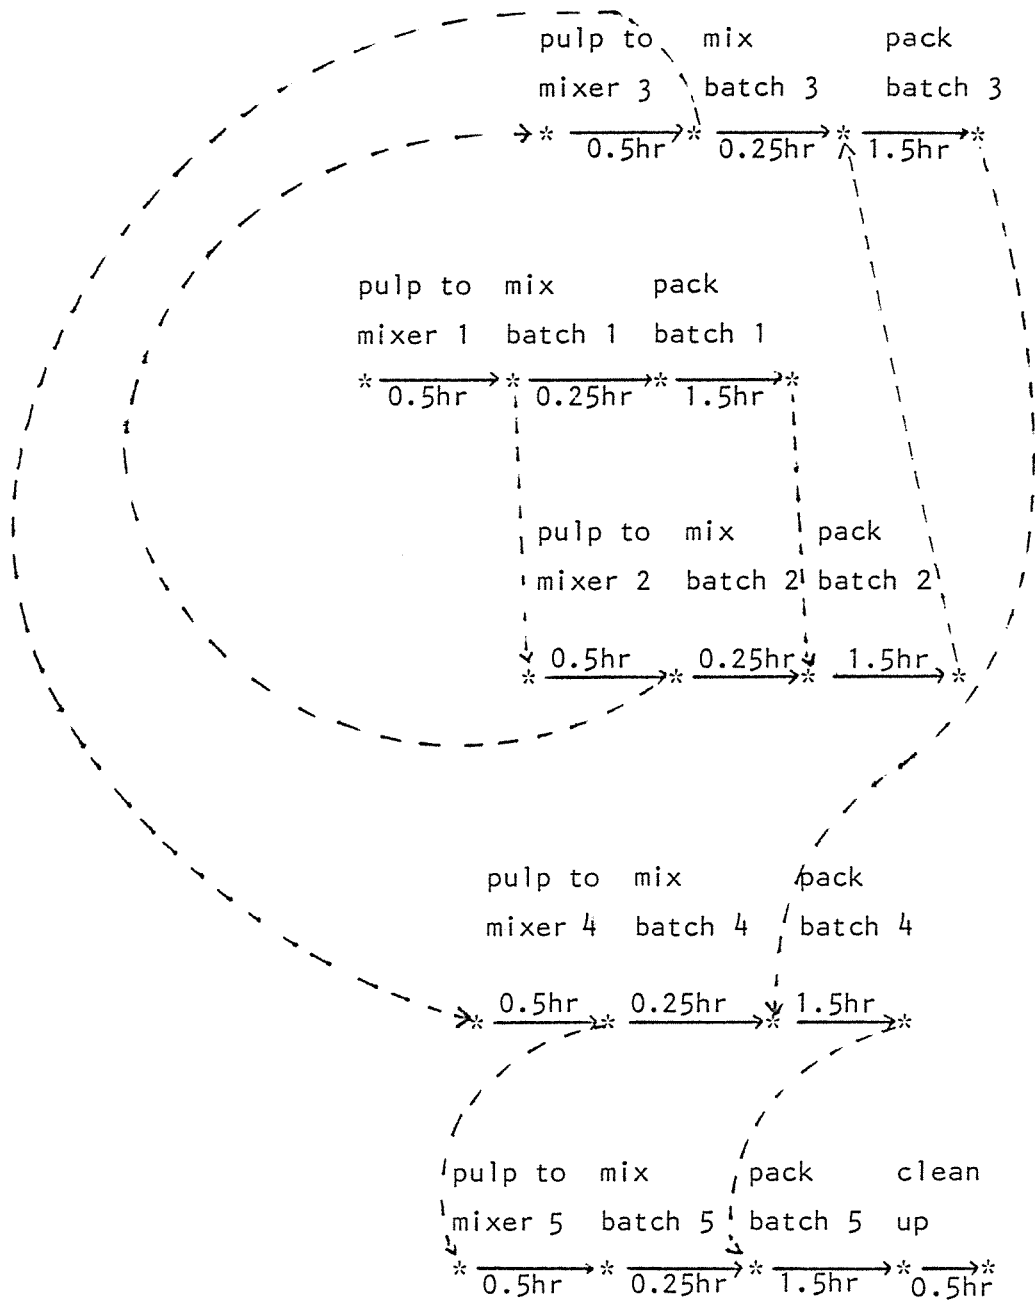 pulp to mix pack
mixer 3 batch 3 batch 3
* * * *
0.5hr 0.25hr 1.5hr
pulp to mix pack
mixer 1 batch 1 batch 1
* * * *
0.5hr 0.25hr 1.5hr
pulp to mix pack
mixer 2 batch 2 batch 2
0.5hr 0.25hr 1.5hr
* * * *
pulp to mix pack
mixer 4 batch 4 batch 4
0.5hr 0.25hr 1.5hr
* * * *
pulp to mix pack clean
mixer 5 batch 5 batch 5 up
* * * * *
0.5hr 0.25hr 1.5hr 0.5hr